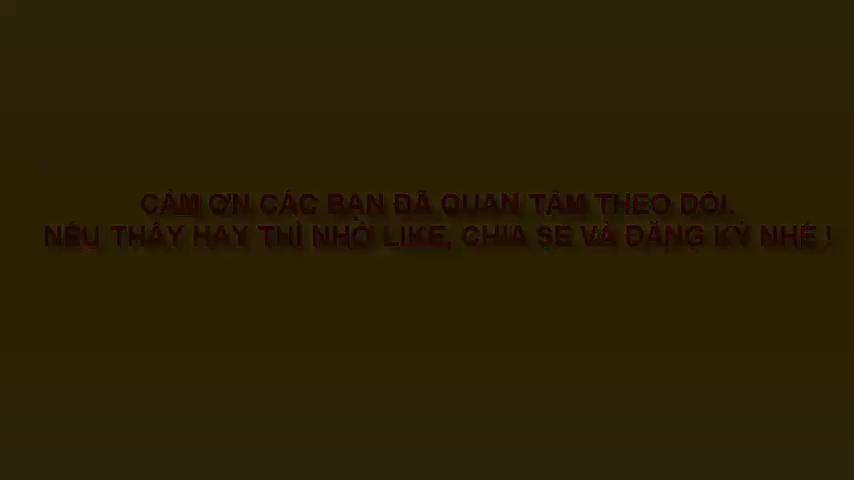 CẢM ƠN CÁC BẠN ĐÃ QUAN TÂM THEO DÕI.
NẾU THẤY HAY THÌ NHỚ LIKE, CHIA SẺ VÀ ĐĂNG KÝ NHÉ !